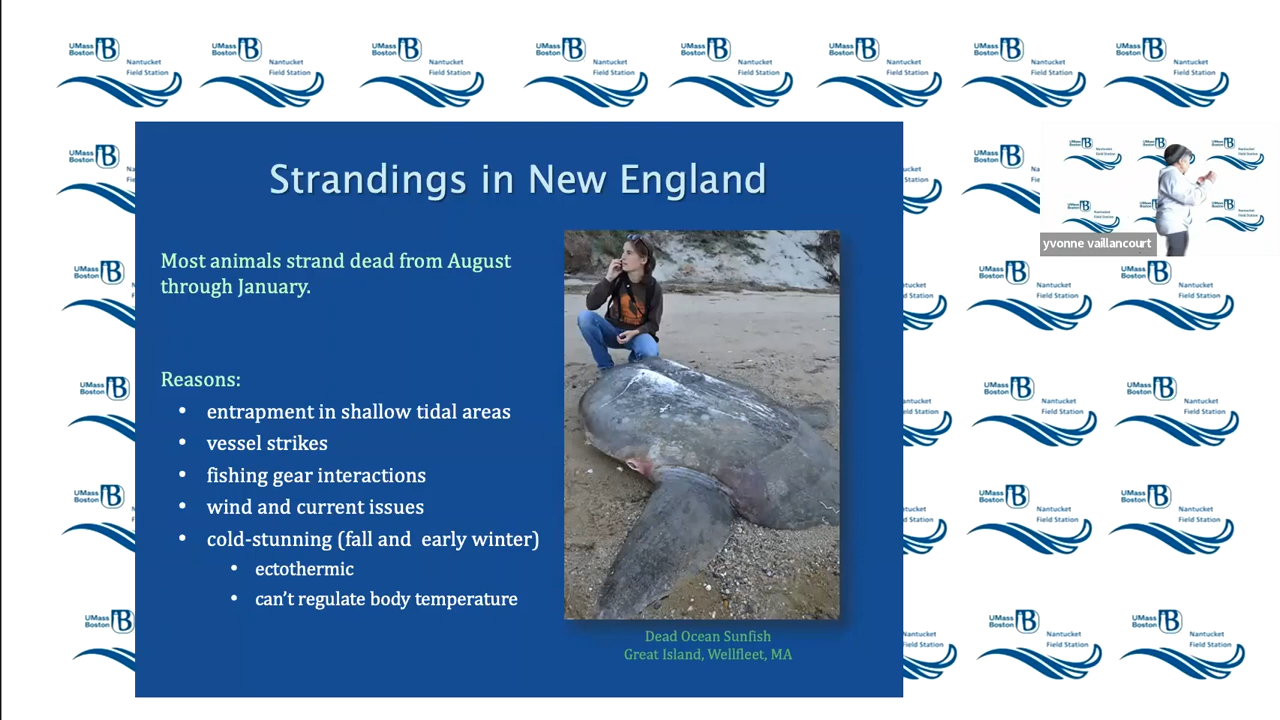 UMass Boston Nantucket Field Station
Strandings in New England
Most animals strand dead from August
through January.
Reasons:
• entrapment in shallow tidal areas
• vessel strikes
• fishing gear interactions
• wind and current issues
• cold-stunning (fall and  early winter)
• ectothermic
• can't regulate body temperature
Dead Ocean Sunfish
Great Island, Wellfleet, MA
yvonne vaillancourt